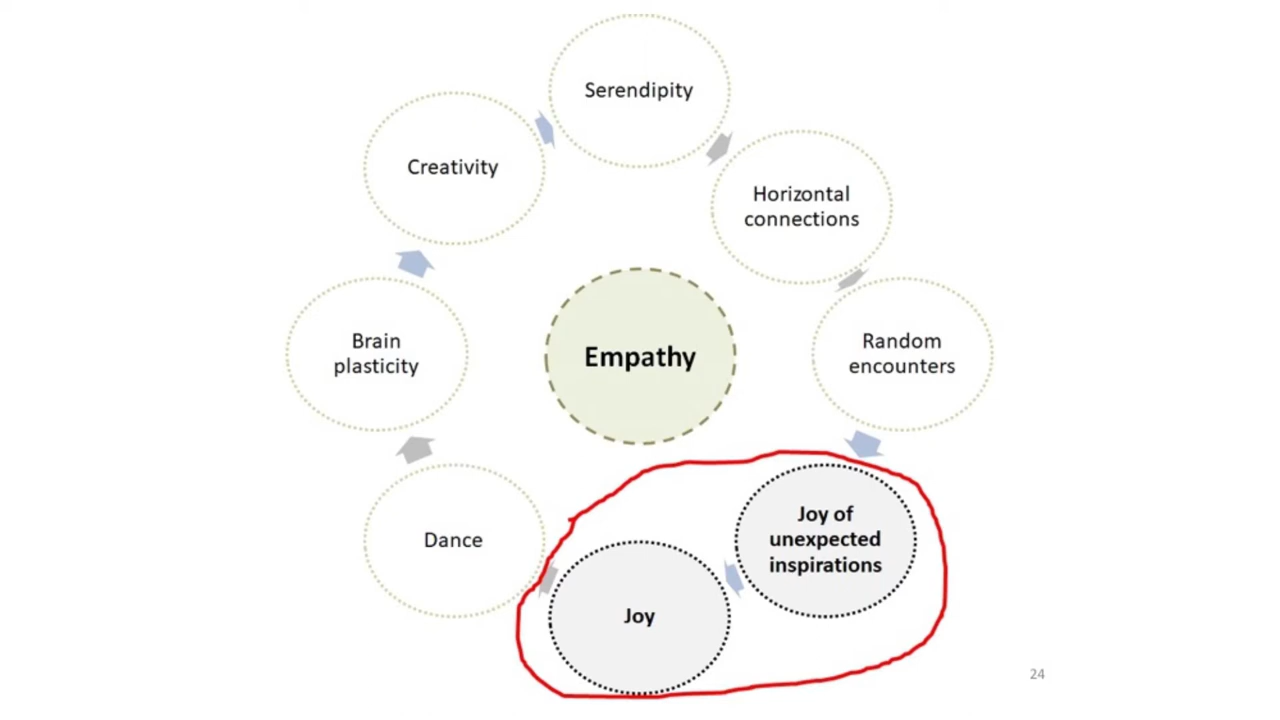 Serendipity
Creativity
Horizontal
connections
Brain
plasticity
Empathy
Random
encounters
Dance
Joy of
unexpected
inspirations
Joy
24